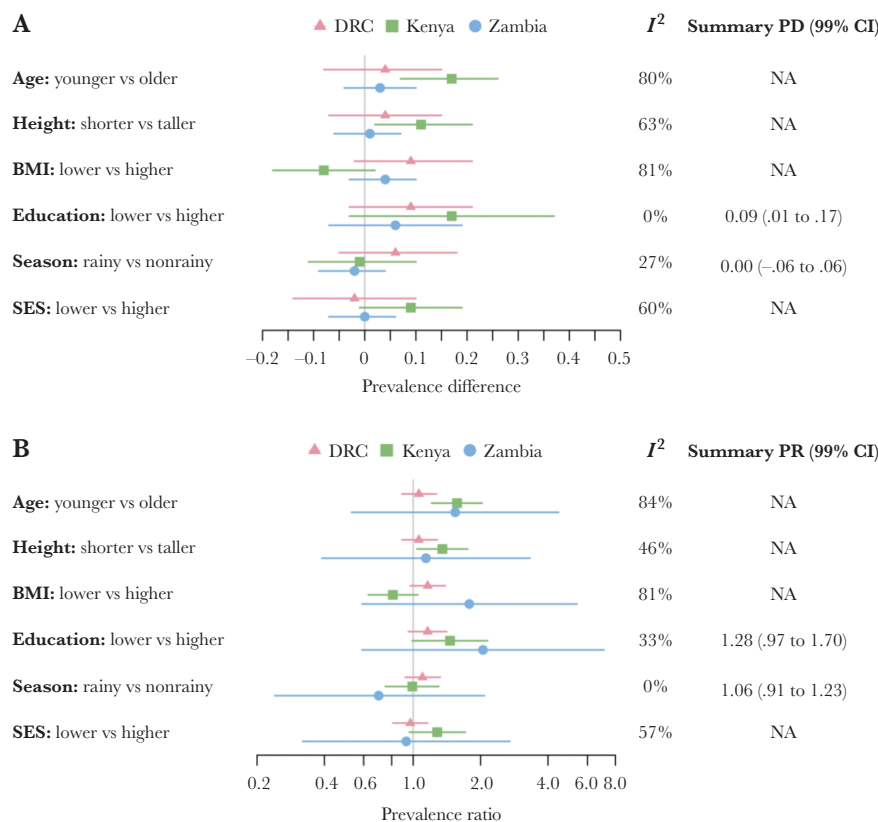 A
DRC Kenya Zambia I² Summary PD (99% CI)
Age: younger vs older 80% NA
Height: shorter vs taller 63% NA
BMI: lower vs higher 81% NA
Education: lower vs higher 0% 0.09 (.01 to .17)
Season: rainy vs nonrainy 27% 0.00 (–.06 to .06)
SES: lower vs higher 60% NA
–0.2 –0.1 0 0.1 0.2 0.3 0.4 0.5
Prevalence difference
B
DRC Kenya Zambia I² Summary PR (99% CI)
Age: younger vs older 84% NA
Height: shorter vs taller 46% NA
BMI: lower vs higher 81% NA
Education: lower vs higher 33% 1.28 (.97 to 1.70)
Season: rainy vs nonrainy 0% 1.06 (.91 to 1.23)
SES: lower vs higher 57% NA
0.2 0.4 0.6 1.0 2.0 4.0 6.0 8.0
Prevalence ratio